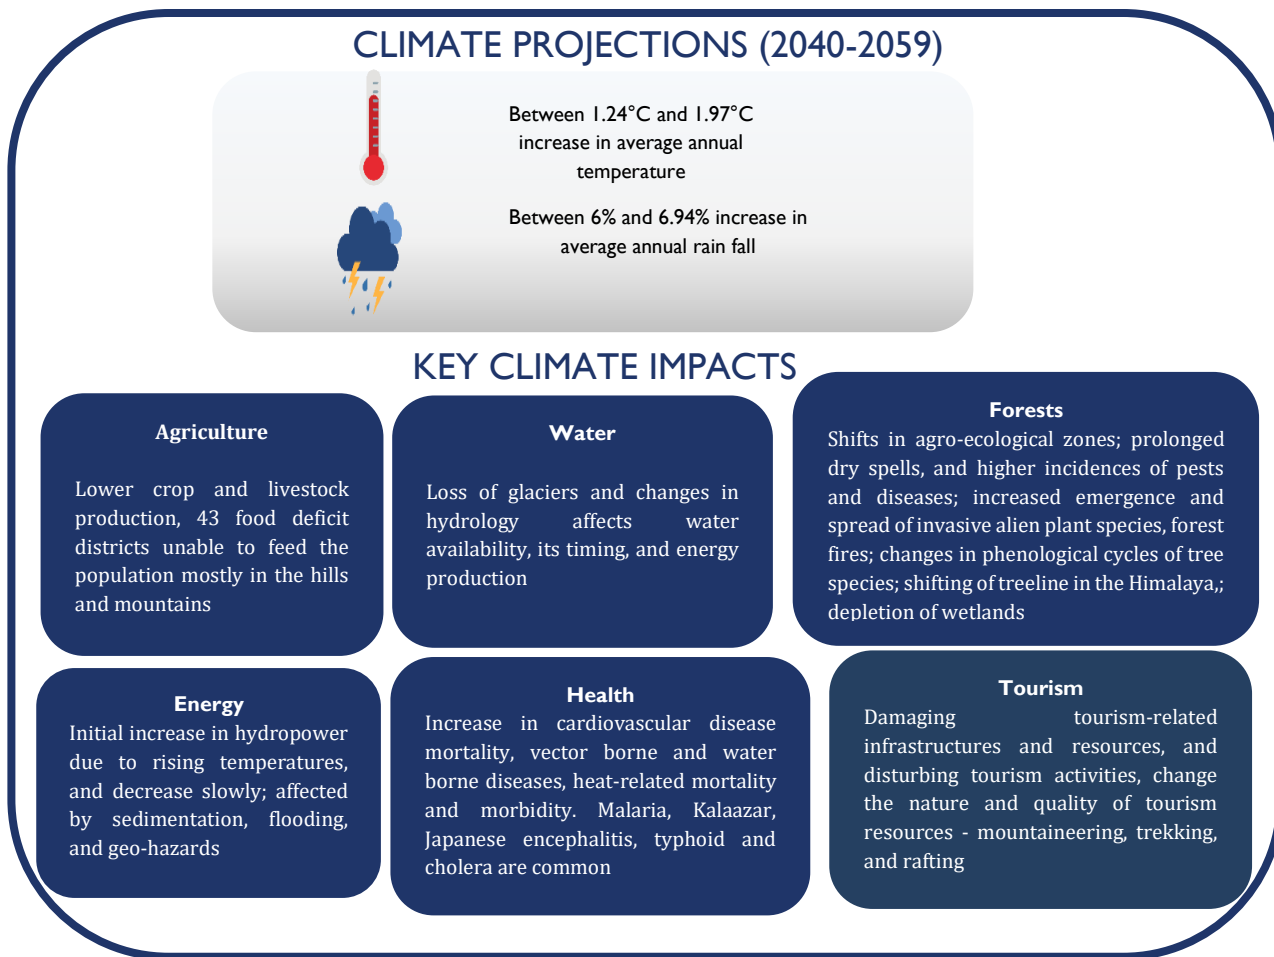 CLIMATE PROJECTIONS (2040-2059)
Between 1.24°C and 1.97°C
increase in average annual
temperature
Between 6% and 6.94% increase in
average annual rain fall
KEY CLIMATE IMPACTS
Agriculture
Lower crop and livestock
production, 43 food deficit
districts unable to feed the
population mostly in the hills
and mountains
Water
Loss of glaciers and changes in
hydrology affects water
availability, its timing, and energy
production
Forests
Shifts in agro-ecological zones; prolonged
dry spells, and higher incidences of pests
and diseases; increased emergence and
spread of invasive alien plant species, forest
fires; changes in phenological cycles of tree
species; shifting of treeline in the Himalaya,;
depletion of wetlands
Energy
Initial increase in hydropower
due to rising temperatures,
and decrease slowly; affected
by sedimentation, flooding,
and geo-hazards
Health
Increase in cardiovascular disease
mortality, vector borne and water
borne diseases, heat-related mortality
and morbidity. Malaria, Kalaazar,
Japanese encephalitis, typhoid and
cholera are common
Tourism
Damaging tourism-related
infrastructures and resources, and
disturbing tourism activities, change
the nature and quality of tourism
resources - mountaineering, trekking,
and rafting